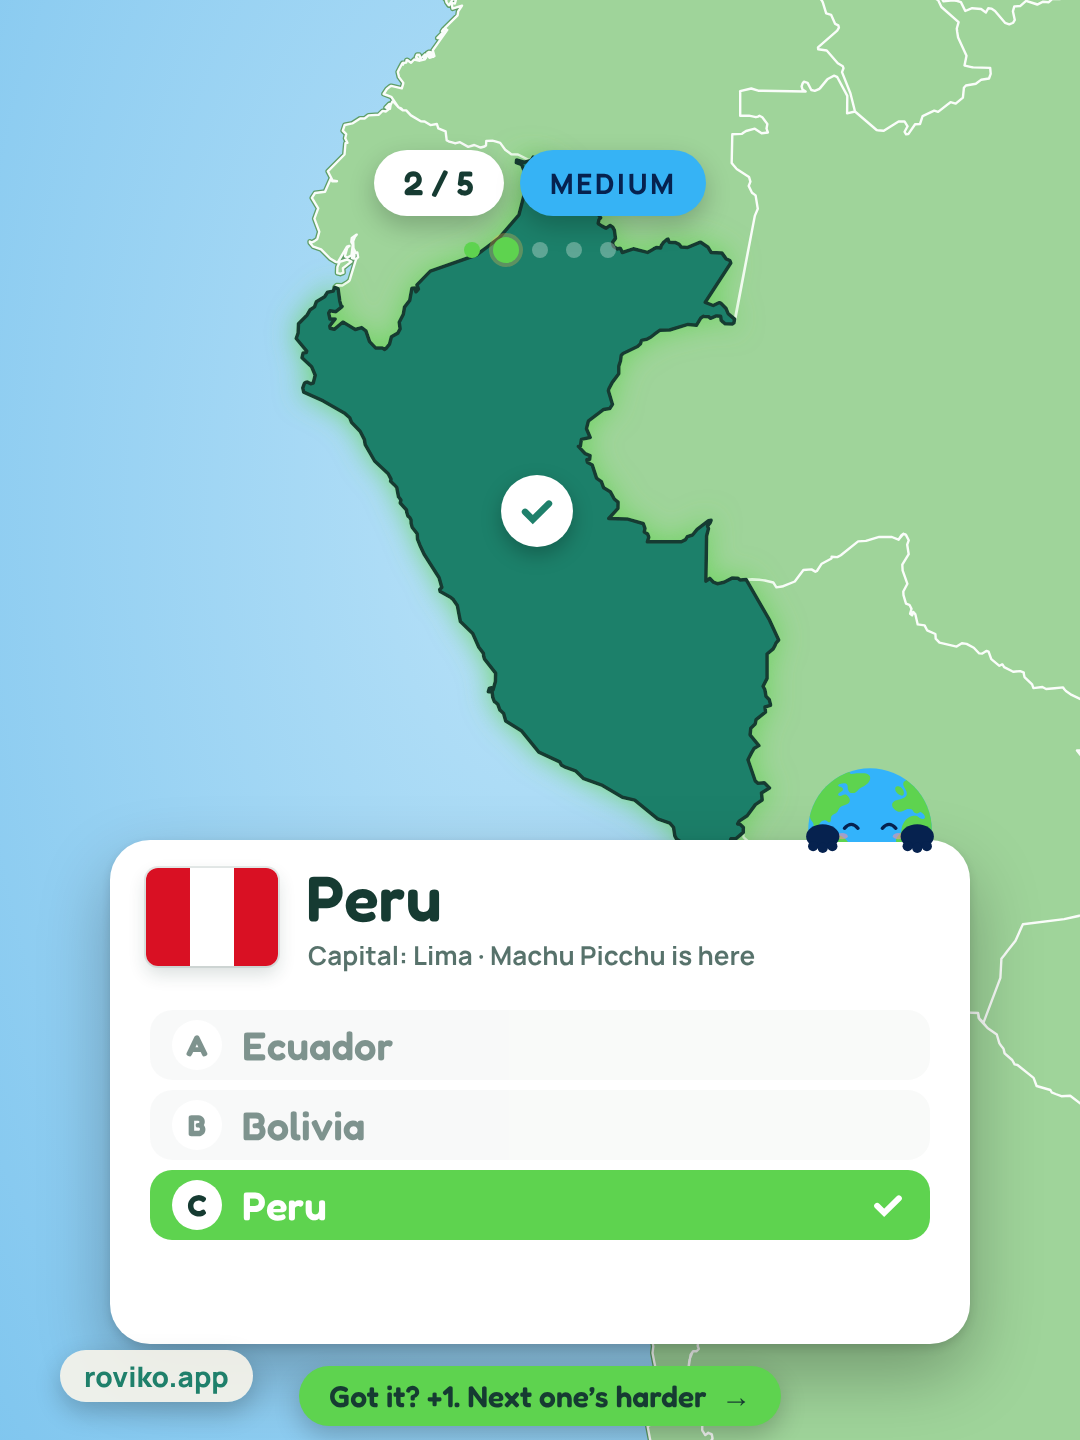 2 / 5
MEDIUM
Peru
Capital: Lima · Machu Picchu is here
A Ecuador
B Bolivia
C Peru
roviko.app
Got it? +1. Next one’s harder →